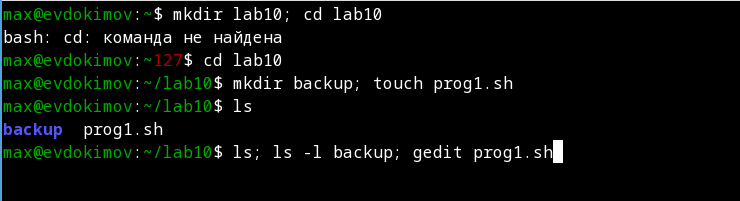 max@evdokimov:~$ mkdir lab10; cd lab10
bash: cd: команда не найдена
max@evdokimov:~127$ cd lab10
max@evdokimov:~/lab10$ mkdir backup; touch prog1.sh
max@evdokimov:~/lab10$ ls
backup  prog1.sh
max@evdokimov:~/lab10$ ls; ls -l backup; gedit prog1.sh